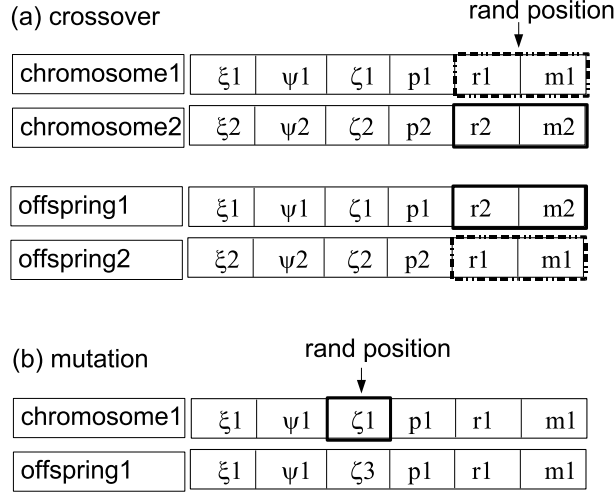 (a) crossover
rand position
chromosome1 ξ1 ψ1 ζ1 p1 r1 m1
chromosome2 ξ2 ψ2 ζ2 p2 r2 m2
offspring1 ξ1 ψ1 ζ1 p1 r2 m2
offspring2 ξ2 ψ2 ζ2 p2 r1 m1
(b) mutation
rand position
chromosome1 ξ1 ψ1 ζ1 p1 r1 m1
offspring1 ξ1 ψ1 ζ3 p1 r1 m1